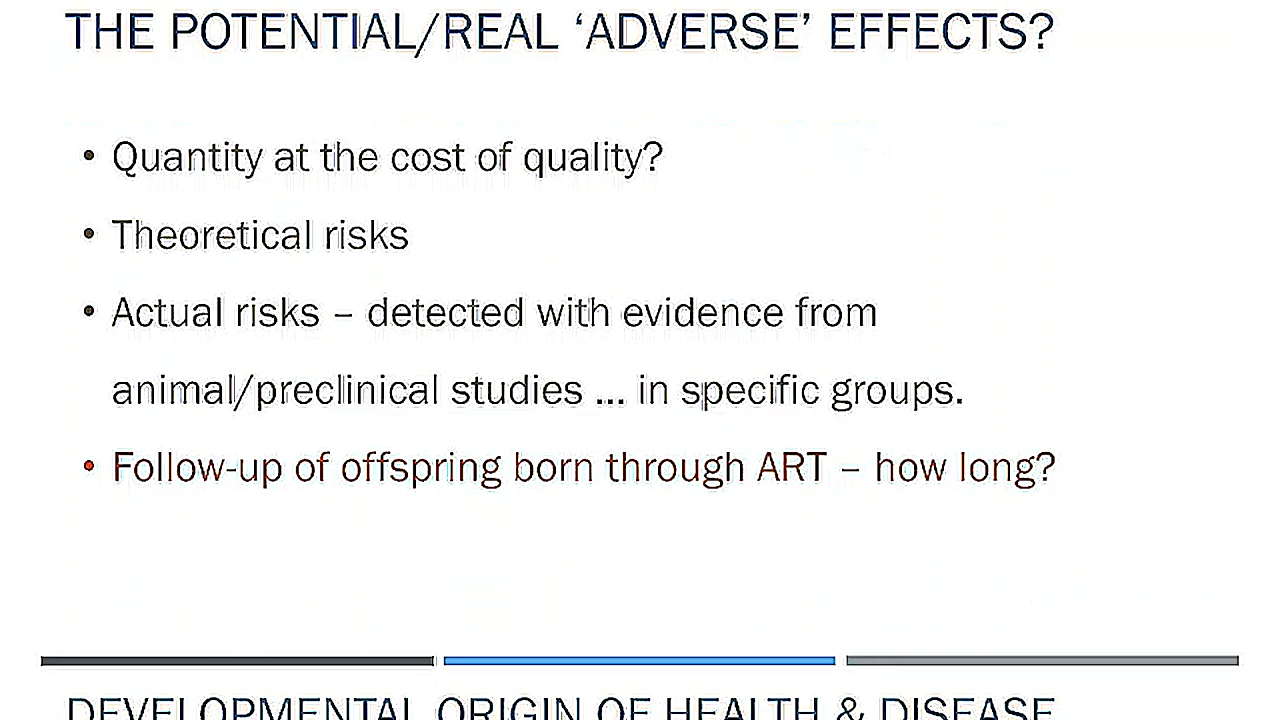 THE POTENTIAL/REAL ‘ADVERSE’ EFFECTS?
• Quantity at the cost of quality?
• Theoretical risks
• Actual risks – detected with evidence from
animal/preclinical studies ... in specific groups.
• Follow-up of offspring born through ART – how long?
DEVELOPMENTAL ORIGIN OF HEALTH & DISEASE